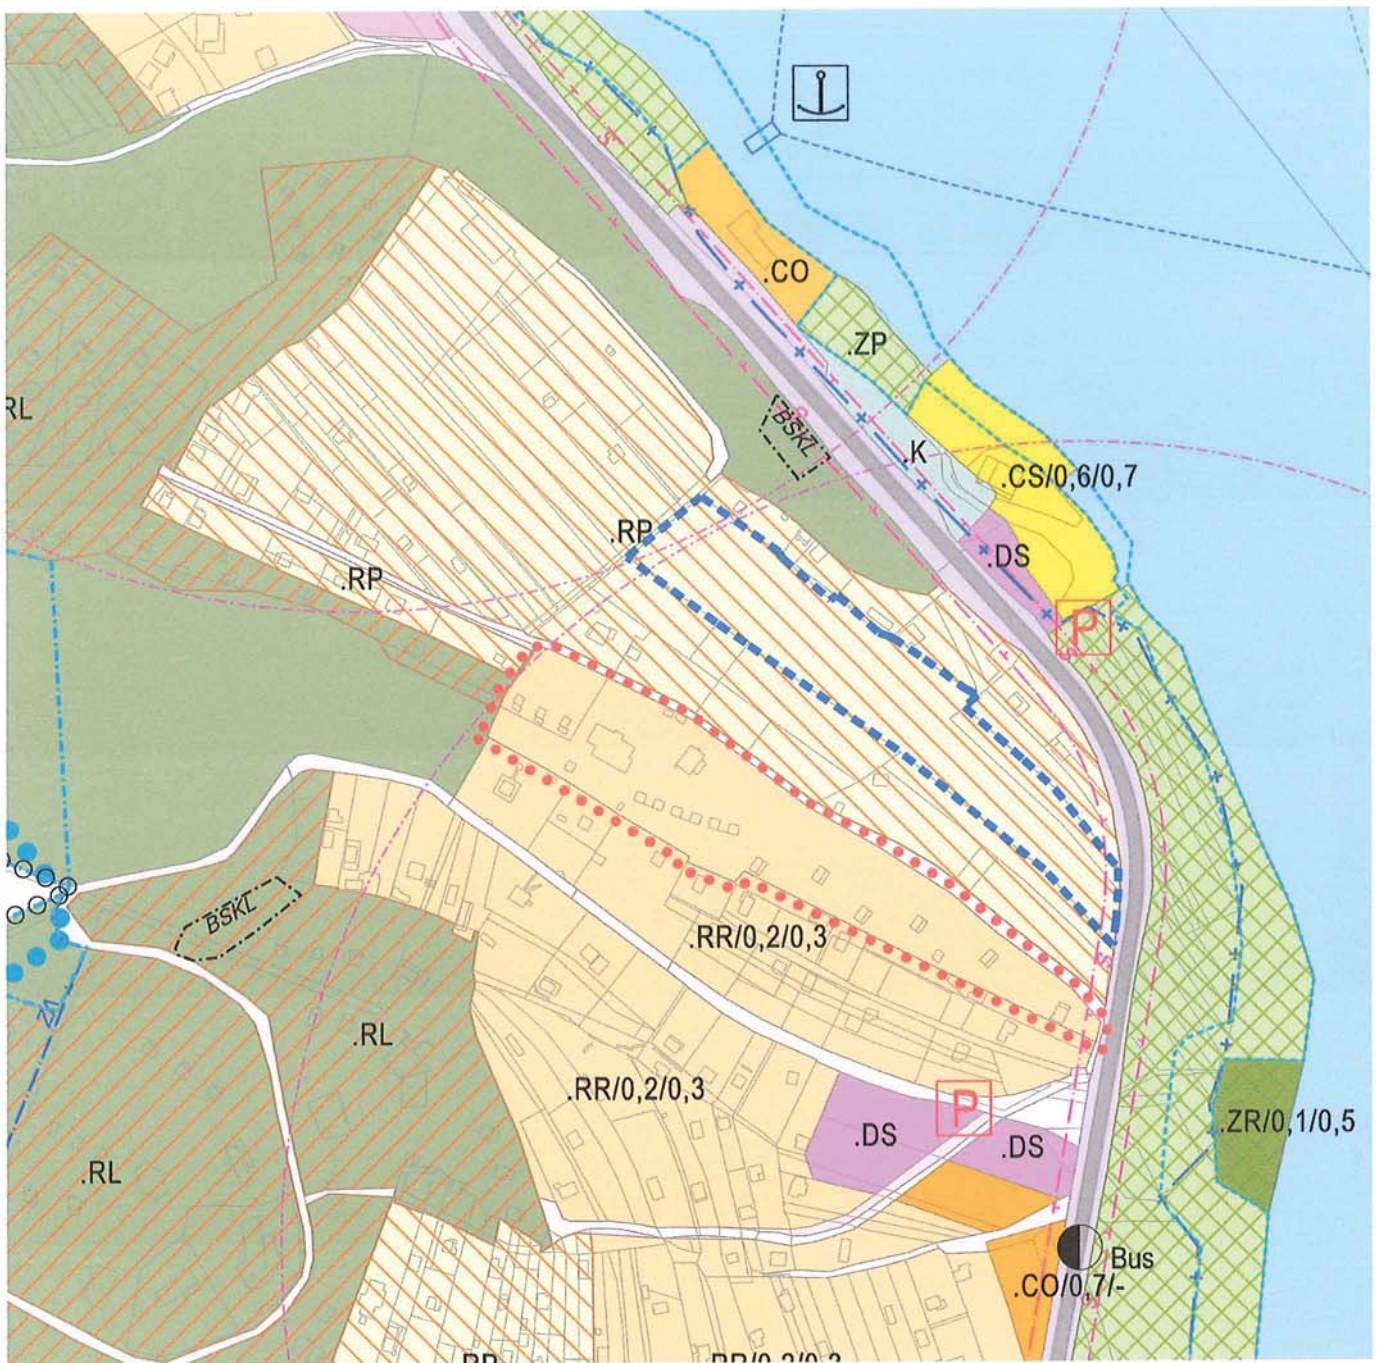 .CO
.ZP
RL
BSKL
.K
.CS/0,6/0,7
.RP
.DS
.RP
P
.RR/0,2/0,3
BSKL
.RL
.RR/0,2/0,3
P
.DS
.DS
.ZR/0,1/0,5
.RL
Bus
.CO/0,7/-